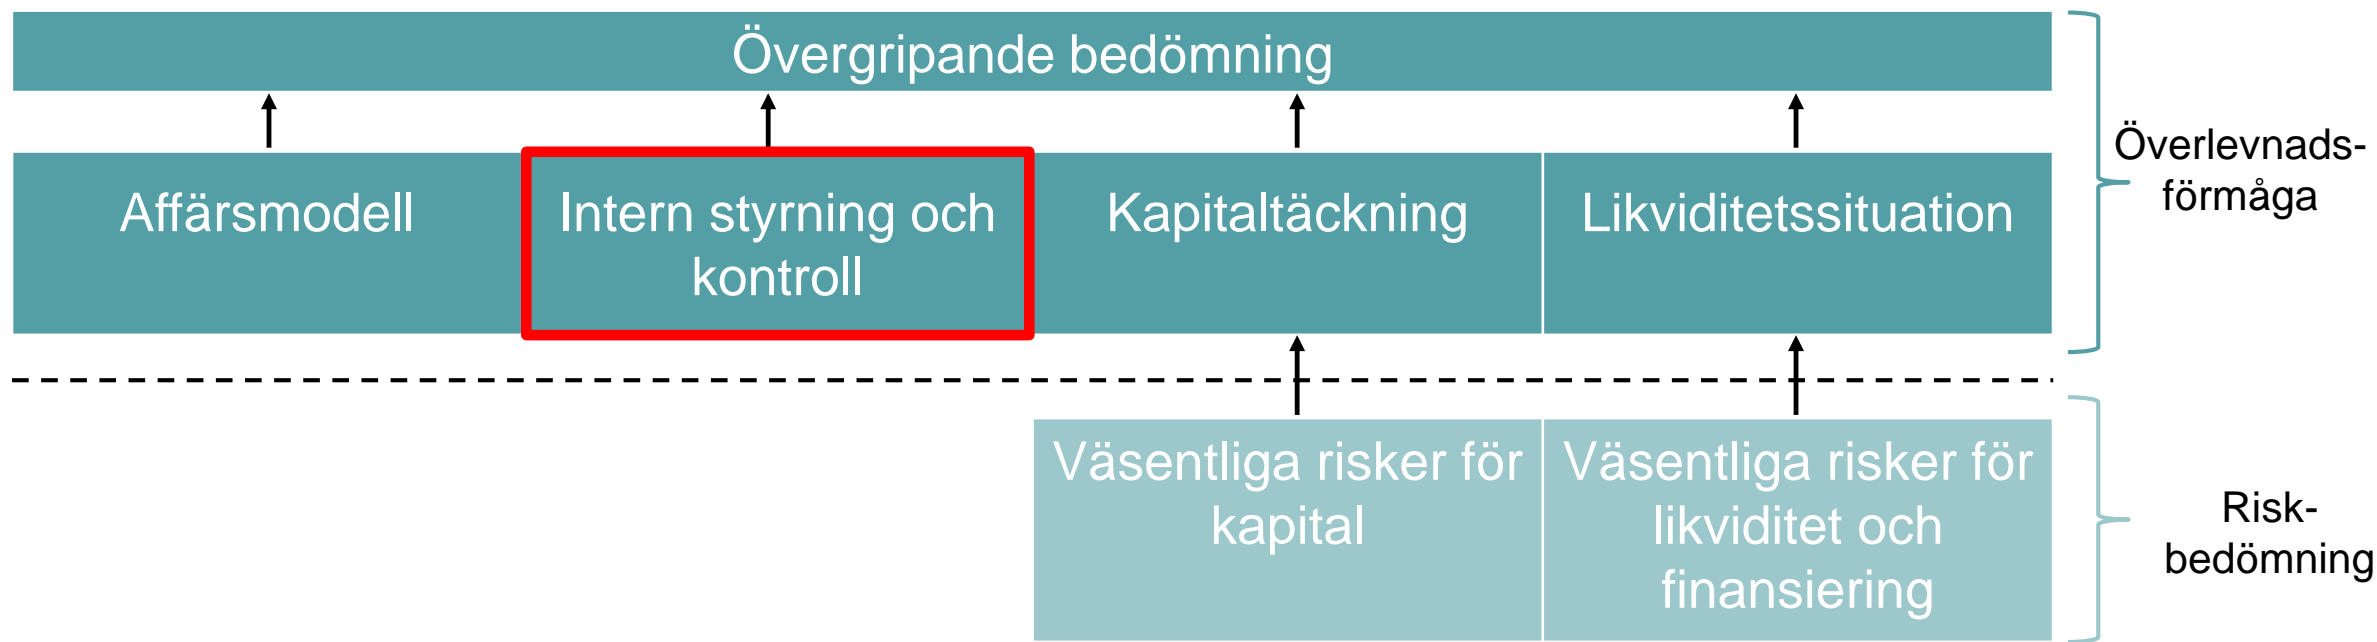 Övergripande bedömning
Affärsmodell
Intern styrning och
kontroll
Kapitaltäckning
Likviditetssituation
Överlevnads-
förmåga
Väsentliga risker för
kapital
Väsentliga risker för
likviditet och
finansiering
Risk-
bedömning